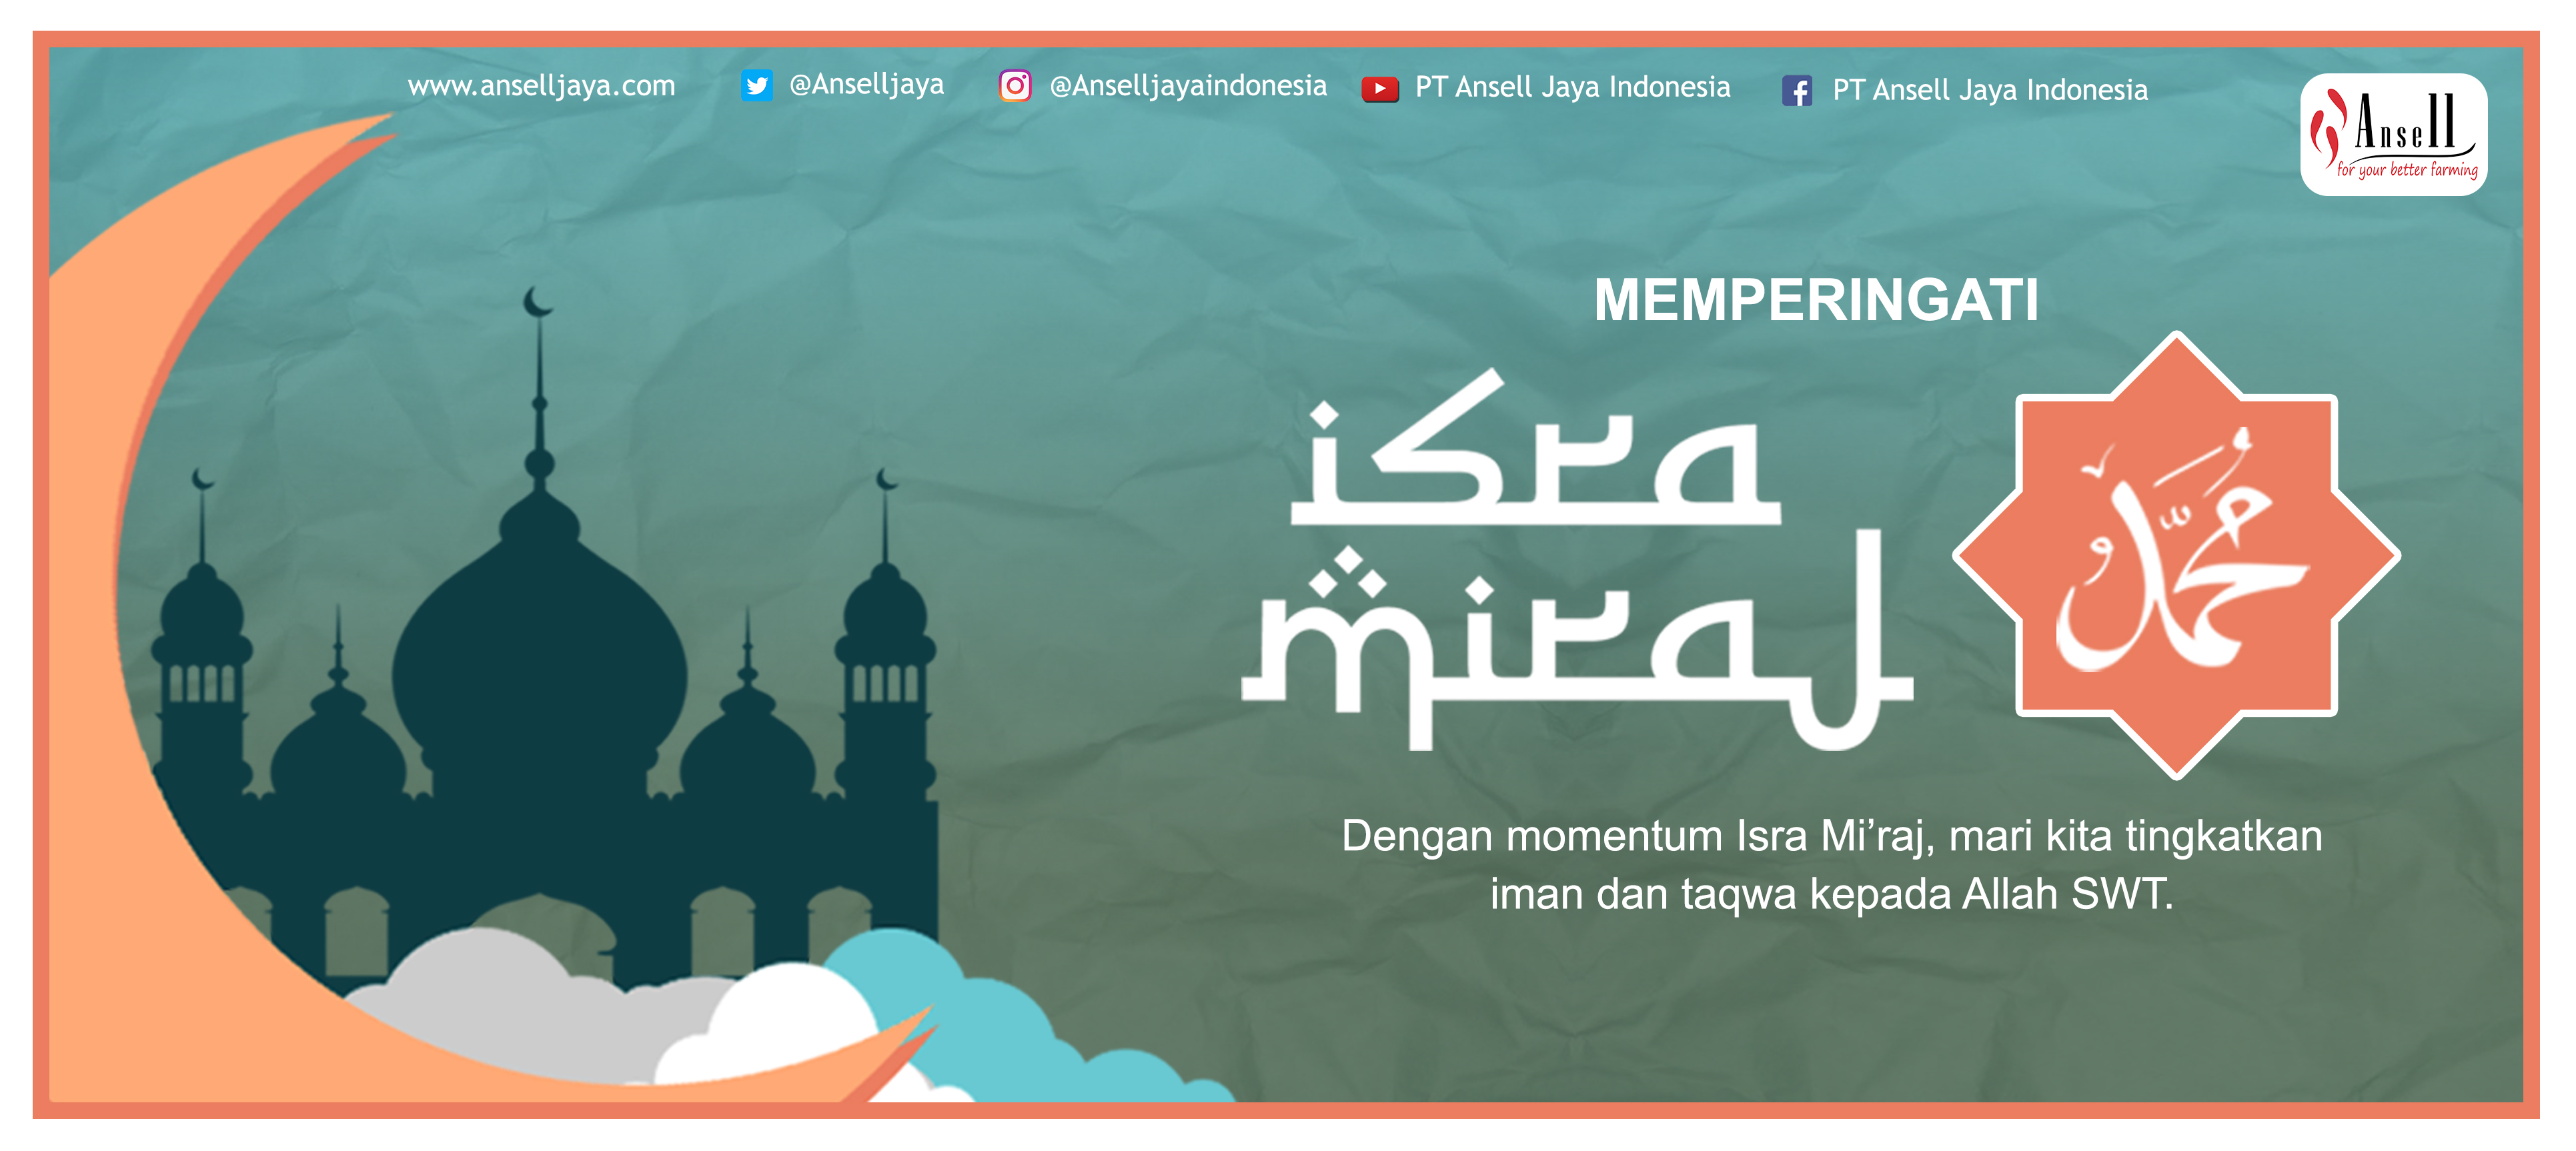 www.anselljaya.com @Anselljaya @Anselljayaindonesia PT Ansell Jaya Indonesia PT Ansell Jaya Indonesia
Ansell
for your better farming
MEMPERINGATI
isra
miraj
مُحَمَّد
Dengan momentum Isra Mi’raj, mari kita tingkatkan
iman dan taqwa kepada Allah SWT.